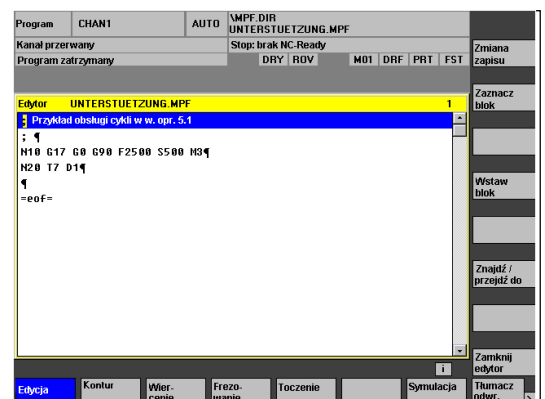 Program CHAN1 AUTO \MPF.DIR
UNTERSTUETZUNG.MPF
Kanał przerwany Stop: brak NC-Ready
Program zatrzymany DRY ROV M01 DRF PRT FST
Zmiana
zapisu
Zaznacz
blok
Edytor UNTERSTUETZUNG.MPF 1
; Przykład obsługi cykli w w. opr. 5.1
; ¶
N10 G17 G0 G90 F2500 S500 M3¶
N20 T7 D1¶
¶
=eof=
Wstaw
blok
Znajdź /
przejdź do
Zamknij
edytor
i
Edycja Kontur Wier-
cenie Frezo-
wanie Toczenie Symulacja Tłumacz
odwr. >